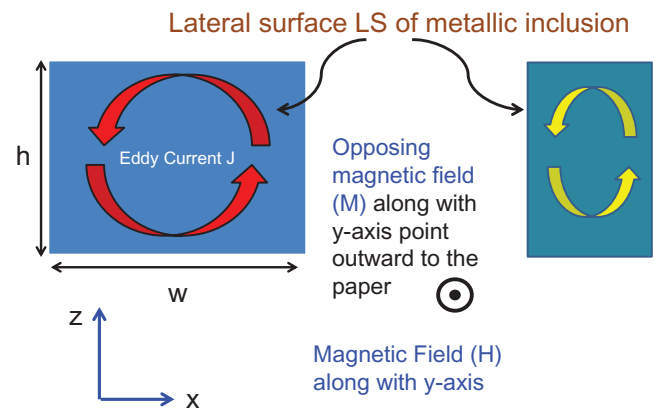 Lateral surface LS of metallic inclusion
h
Eddy Current J
w
Opposing
magnetic field
(M) along with
y-axis point
outward to the
paper
z
x
Magnetic Field (H)
along with y-axis